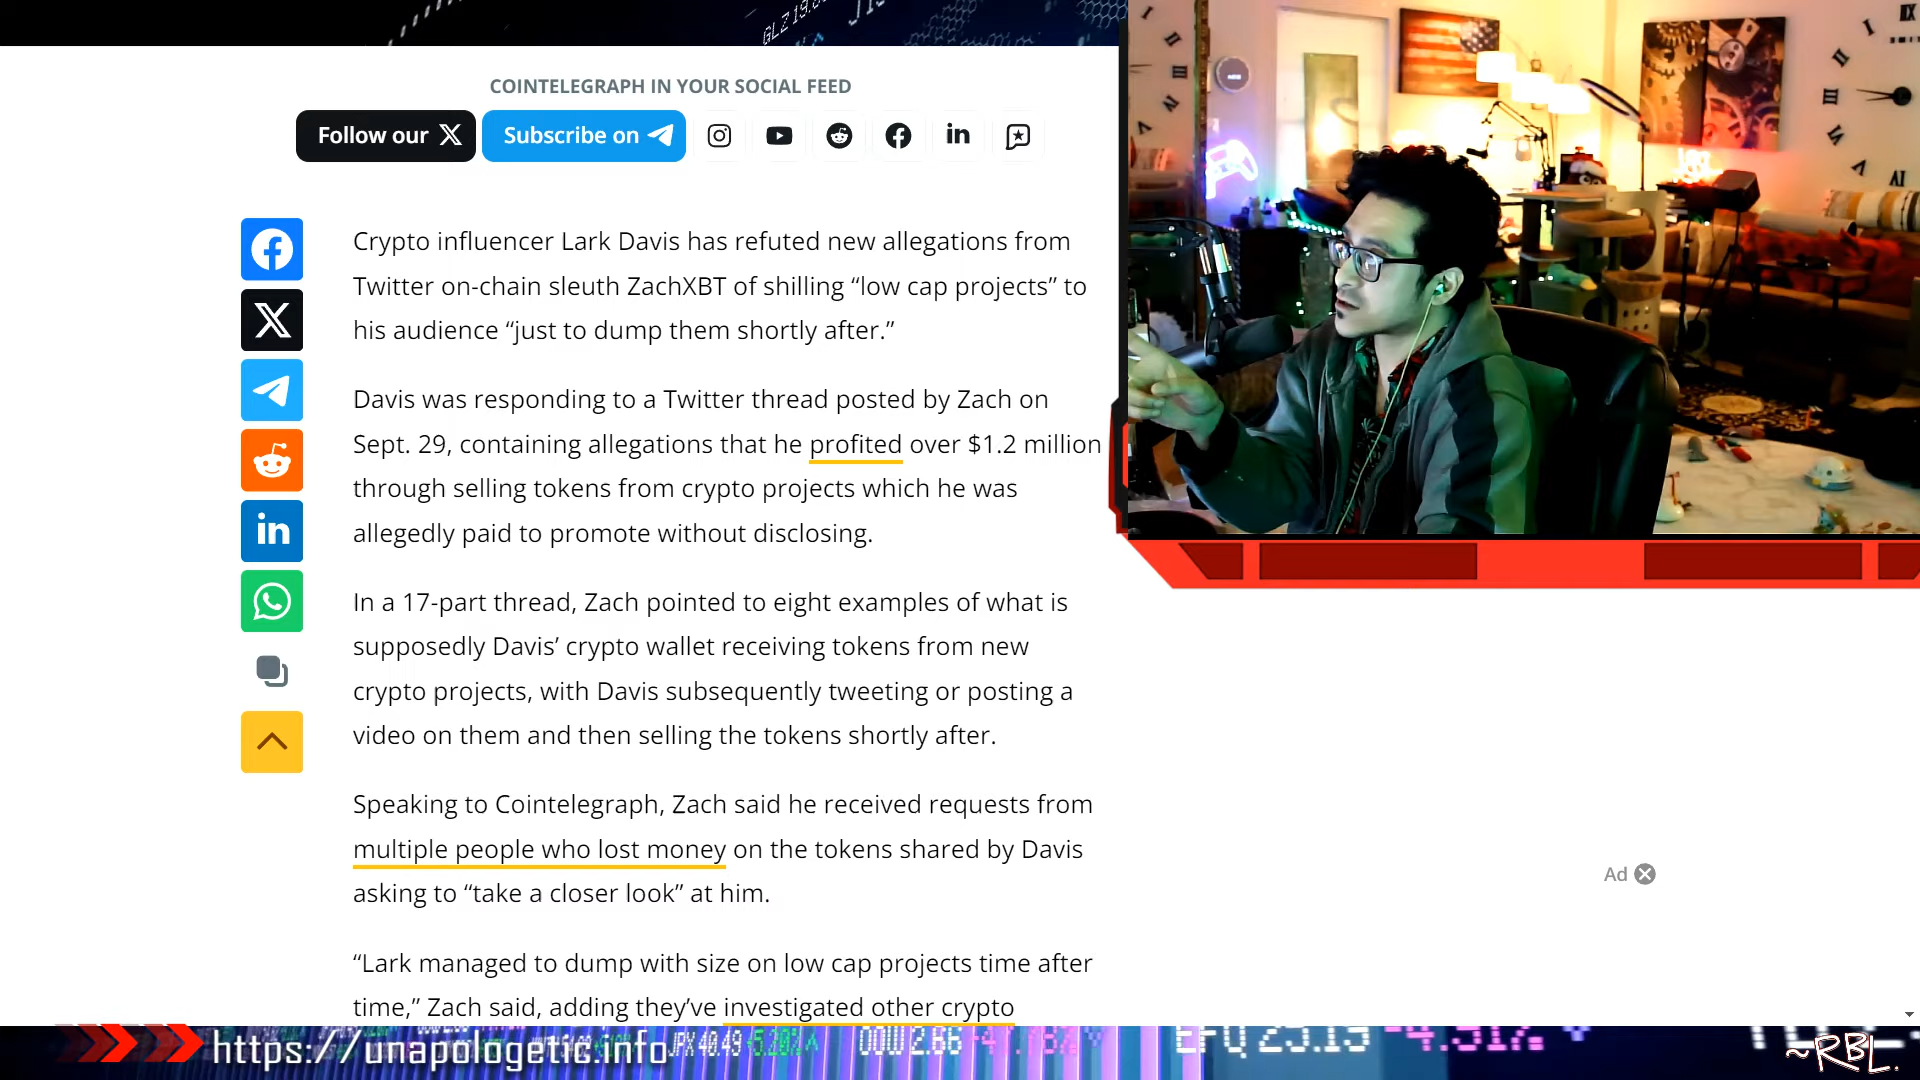 COINTELEGRAPH IN YOUR SOCIAL FEED
Follow our X
Subscribe on
Crypto influencer Lark Davis has refuted new allegations from
Twitter on-chain sleuth ZachXBT of shilling “low cap projects” to
his audience “just to dump them shortly after.”
Davis was responding to a Twitter thread posted by Zach on
Sept. 29, containing allegations that he profited over $1.2 million
through selling tokens from crypto projects which he was
allegedly paid to promote without disclosing.
In a 17-part thread, Zach pointed to eight examples of what is
supposedly Davis’ crypto wallet receiving tokens from new
crypto projects, with Davis subsequently tweeting or posting a
video on them and then selling the tokens shortly after.
Speaking to Cointelegraph, Zach said he received requests from
multiple people who lost money on the tokens shared by Davis
asking to “take a closer look” at him.
Ad
“Lark managed to dump with size on low cap projects time after
time,” Zach said, adding they’ve investigated other crypto
https://unapologetic.info
~RBL.